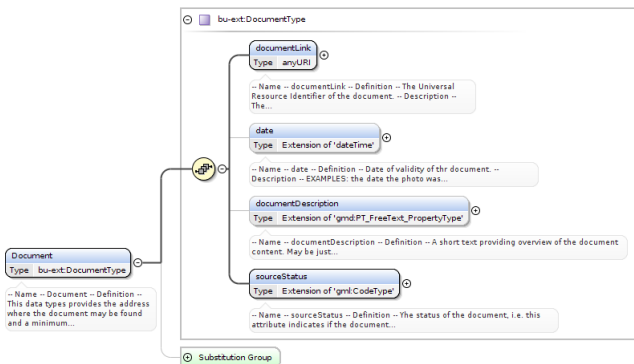 bu-ext:DocumentType
documentLink
Type anyURI
-- Name -- documentLink -- Definition -- The Universal
Resource Identifier of the document. -- Description --
The...
date
Type Extension of 'dateTime'
-- Name -- date -- Definition -- Date of validity of thr document. --
Description -- EXAMPLES: the date the photo was...
documentDescription
Type Extension of 'gmd:PT_FreeText_PropertyType'
-- Name -- documentDescription -- Definition -- A short text providing overview of the document
content. May be just...
Document
Type bu-ext:DocumentType
-- Name -- Document -- Definition --
This data types provides the address
where the document may be found
and a minimum...
sourceStatus
Type Extension of 'gml:CodeType'
-- Name -- sourceStatus -- Definition -- The status of the document, i.e. this
attribute indicates if the document...
Substitution Group